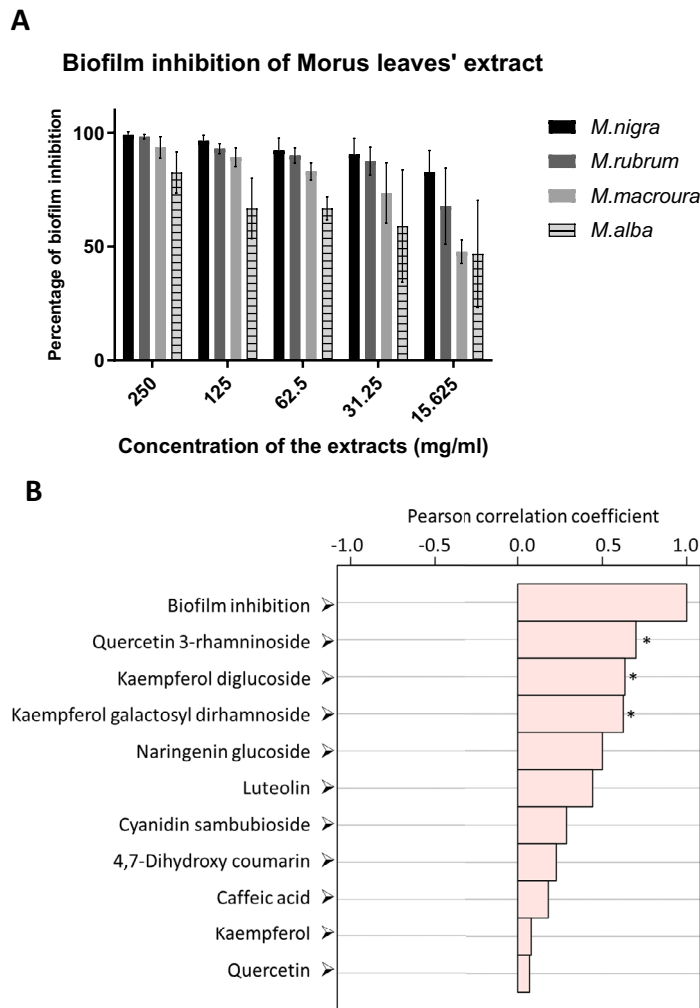 A
Biofilm inhibition of Morus leaves' extract
Percentage of biofilm inhibition
100
50
0
250
125
62.5
31.25
15.625
Concentration of the extracts (mg/ml)
M.nigra
M.rubrum
M.macroura
M.alba
B
Pearson correlation coefficient
-1.0 -0.5 0.0 0.5 1.0
Biofilm inhibition
Quercetin 3-rhamninoside *
Kaempferol diglucoside *
Kaempferol galactosyl dirhamnoside *
Naringenin glucoside
Luteolin
Cyanidin sambubioside
4,7-Dihydroxy coumarin
Caffeic acid
Kaempferol
Quercetin